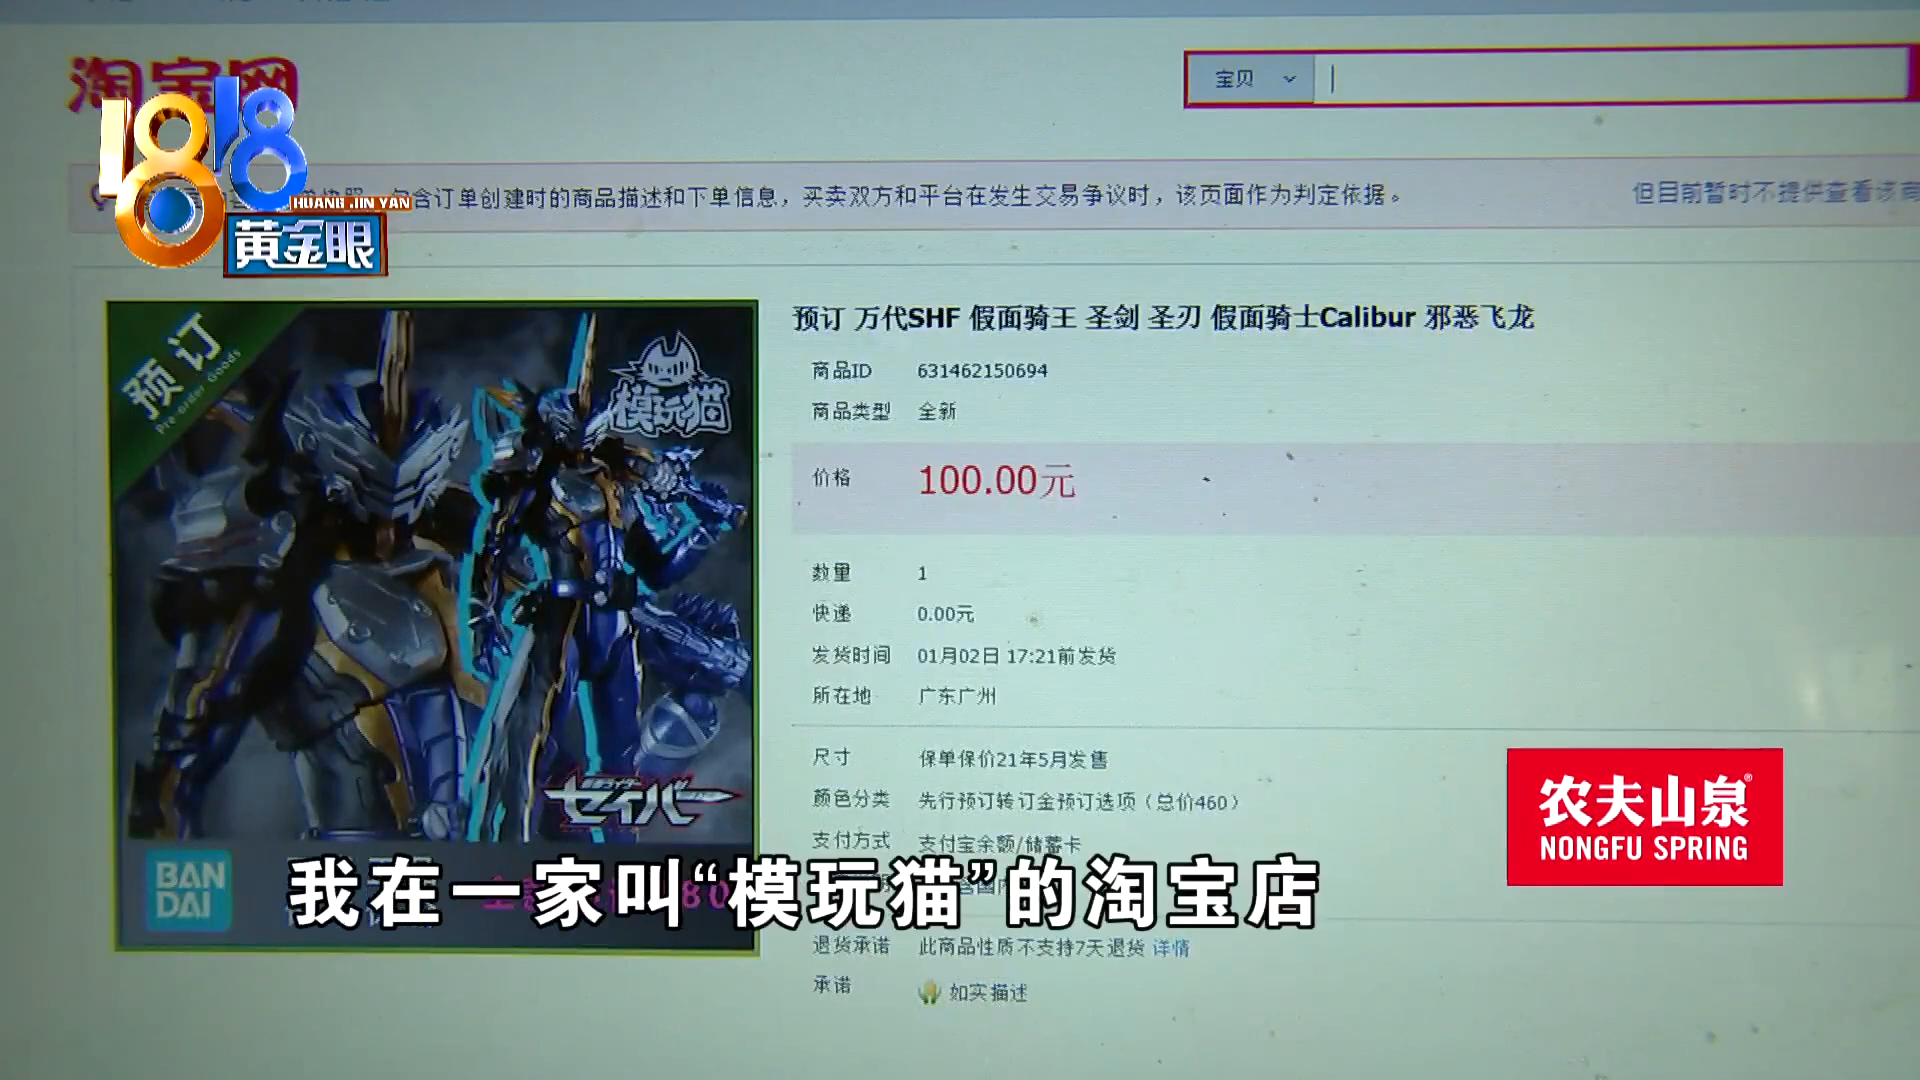 淘宝网
宝贝
1818
HUANG JIN YAN
黄金眼
包含订单创建时的商品描述和下单信息，买卖双方和平台在发生交易争议时，该页面作为判定依据。
但目前暂时不提供查看该商
预订
Pre-order Goods
模玩猫
セイバー
BAN
DAI
预订 万代SHF 假面骑王 圣剑 圣刃 假面骑士Calibur 邪恶飞龙
商品ID 631462150694
商品类型 全新
价格 100.00元
数量 1
快递 0.00元
发货时间 01月02日 17:21前发货
所在地 广东广州
尺寸 保单保价21年5月发售
颜色分类 先行预订转订金预订选项（总价460）
支付方式 支付宝余额/储蓄卡
农夫山泉®
NONGFU SPRING
我在一家叫“模玩猫”的淘宝店
退货承诺 此商品性质不支持7天退货 详情
承诺 如实描述